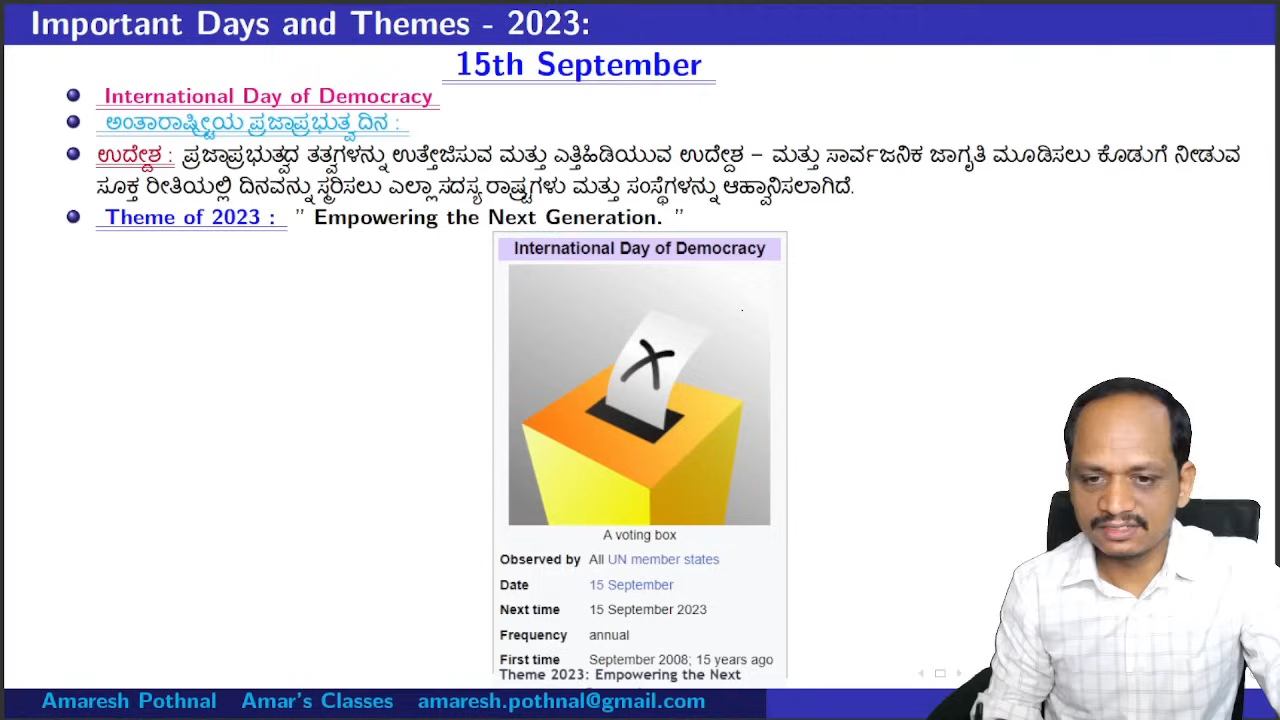 Important Days and Themes - 2023:
15th September
International Day of Democracy
ಅಂತಾರಾಷ್ಟ್ರೀಯ ಪ್ರಜಾಪ್ರಭುತ್ವ ದಿನ :
ಉದೇಶ : ಪ್ರಜಾಪ್ರಭುತ್ವದ ತತ್ವಗಳನ್ನು ಉತ್ತೇಜಿಸುವ ಮತ್ತು ಎತ್ತಿಹಿಡಿಯುವ ಉದೇಶ – ಮತ್ತು ಸಾರ್ವಜನಿಕ ಜಾಗೃತಿ ಮೂಡಿಸಲು ಕೊಡುಗೆ ನೀಡುವ
ಸೂಕ್ತ ರೀತಿಯಲ್ಲಿ ದಿನವನ್ನು ಸ್ಮರಿಸಲು ಎಲ್ಲಾ ಸದಸ್ಯ ರಾಷ್ಟ್ರಗಳು ಮತ್ತು ಸಂಸ್ಥೆಗಳನ್ನು ಆಹ್ವಾನಿಸಲಾಗಿದೆ.
Theme of 2023 : ” Empowering the Next Generation. ”
International Day of Democracy
X
A voting box
Observed by All UN member states
Date 15 September
Next time 15 September 2023
Frequency annual
First time September 2008; 15 years ago
Theme 2023: Empowering the Next
Amaresh Pothnal Amar's Classes amaresh.pothnal@gmail.com